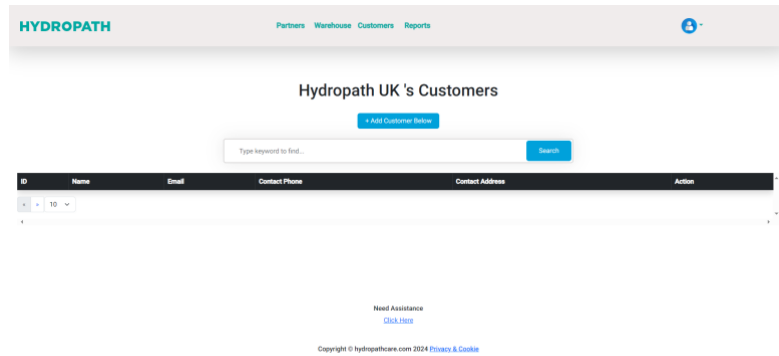 HYDROPATH
Partners Warehouse Customers Reports
Hydropath UK 's Customers
+ Add Customer Below
Type keyword to find...
Search
ID Name Email Contact Phone Contact Address Action
« » 10
Need Assistance
Click Here
Copyright © hydropathcare.com 2024 Privacy & Cookie